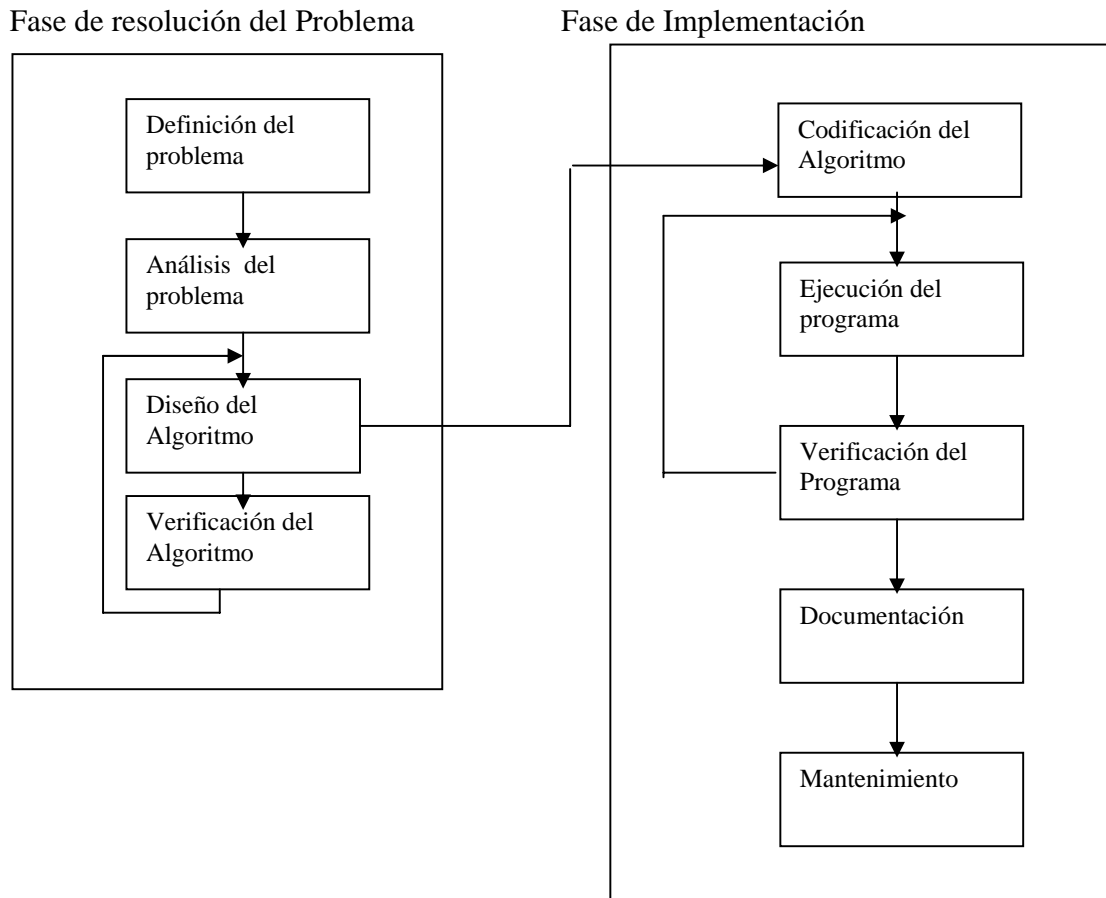 Fase de resolución del Problema
Definición del
problema
Análisis del
problema
Diseño del
Algoritmo
Verificación del
Algoritmo
Fase de Implementación
Codificación del
Algoritmo
Ejecución del
programa
Verificación del
Programa
Documentación
Mantenimiento